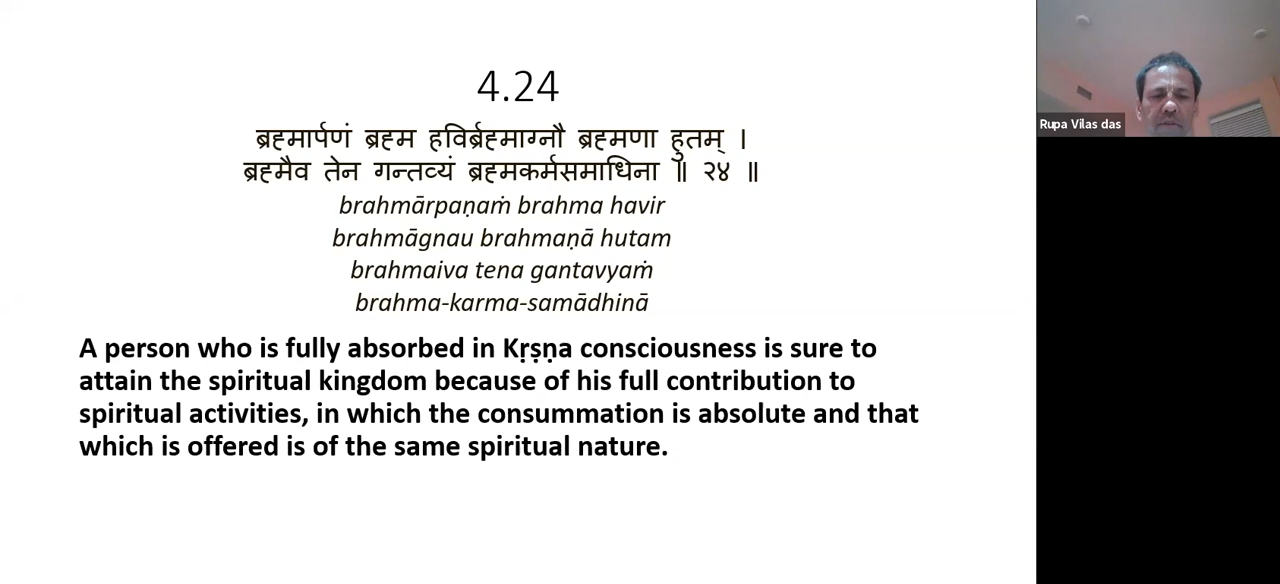 4.24
ब्रह्मार्पणं ब्रह्म हविर्ब्रह्माग्नौ ब्रह्मणा हुतम् ।
ब्रह्मैव तेन गन्तव्यं ब्रह्मकर्मसमाधिना ॥ २४ ॥
brahmārpaṇaṁ brahma havir
brahmāgnau brahmaṇā hutam
brahmaiva tena gantavyaṁ
brahma-karma-samādhinā
A person who is fully absorbed in Kṛṣṇa consciousness is sure to
attain the spiritual kingdom because of his full contribution to
spiritual activities, in which the consummation is absolute and that
which is offered is of the same spiritual nature.
Rupa Vilas das